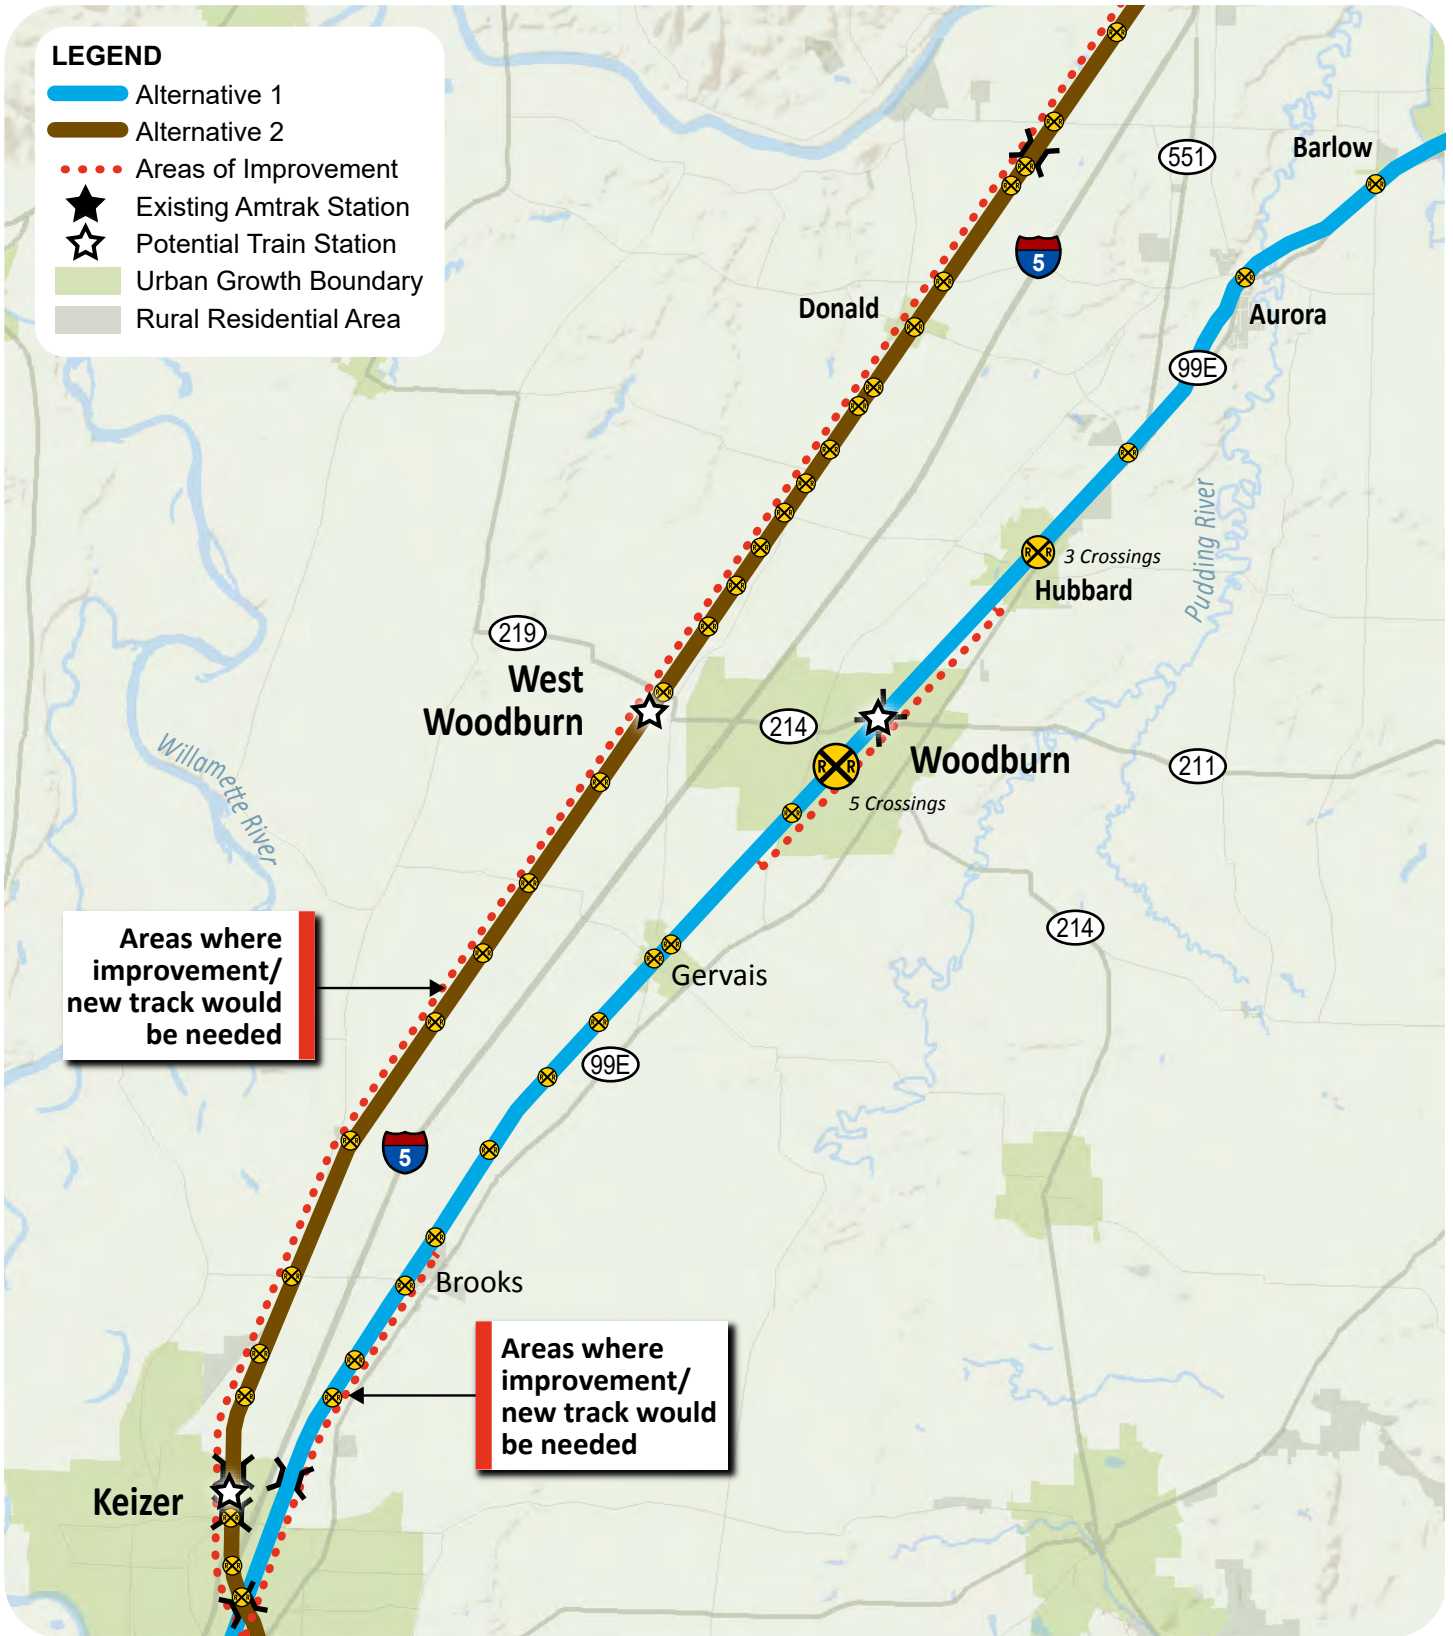 LEGEND
Alternative 1
Alternative 2
Areas of Improvement
Existing Amtrak Station
Potential Train Station
Urban Growth Boundary
Rural Residential Area
551
Barlow
5
Donald
Aurora
99E
Pudding River
3 Crossings
Hubbard
219
West
Woodburn
214
Woodburn
211
5 Crossings
Willamette River
214
Areas where
improvement/
new track would
be needed
Gervais
99E
5
Brooks
Areas where
improvement/
new track would
be needed
Keizer